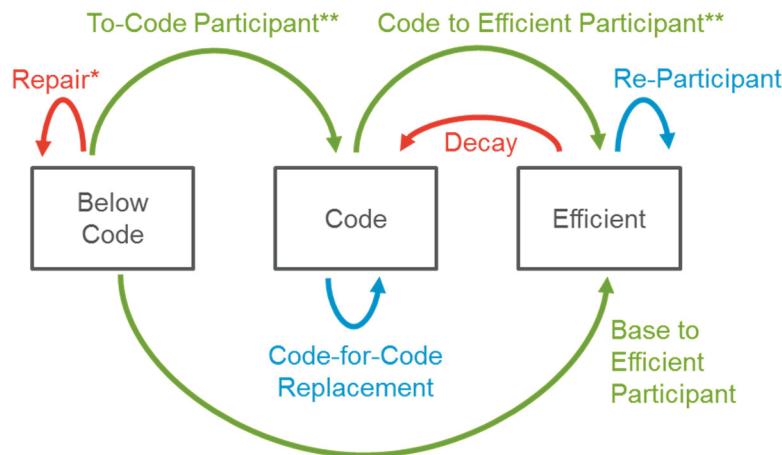 To-Code Participant**
Code to Efficient Participant**
Repair*
Re-Participant
Decay
Below
Code
Code
Efficient
Code-for-Code
Replacement
Base to
Efficient
Participant